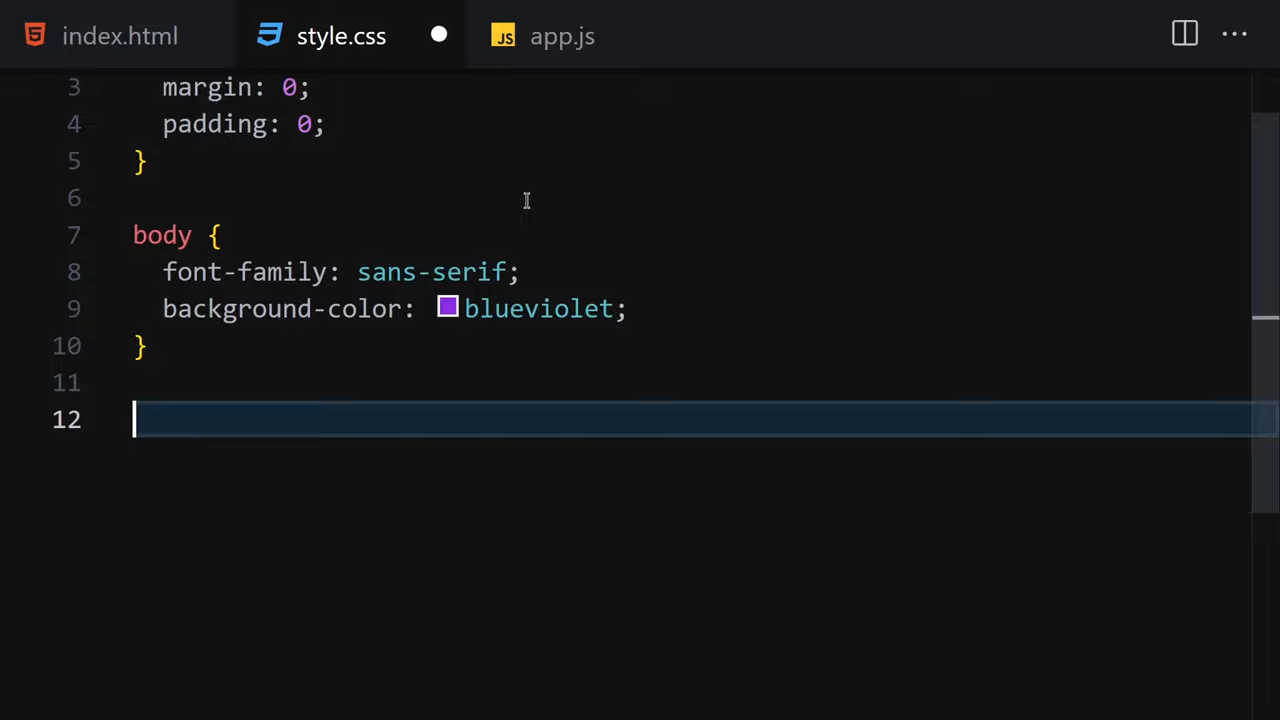 index.html style.css JS app.js
3 margin: 0;
4 padding: 0;
5 }
6
7 body {
8 font-family: sans-serif;
9 background-color: blueviolet;
10 }
11
12